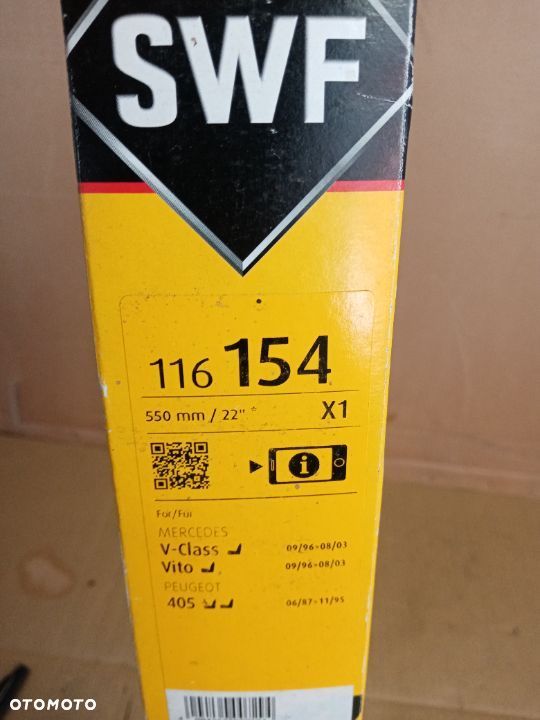 SWF
116 154
550 mm / 22" X1
i
For/Für
MERCEDES
V-Class 09/96-08/03
Vito 09/96-08/03
PEUGEOT
405 06/87-11/95
OTOMOTO